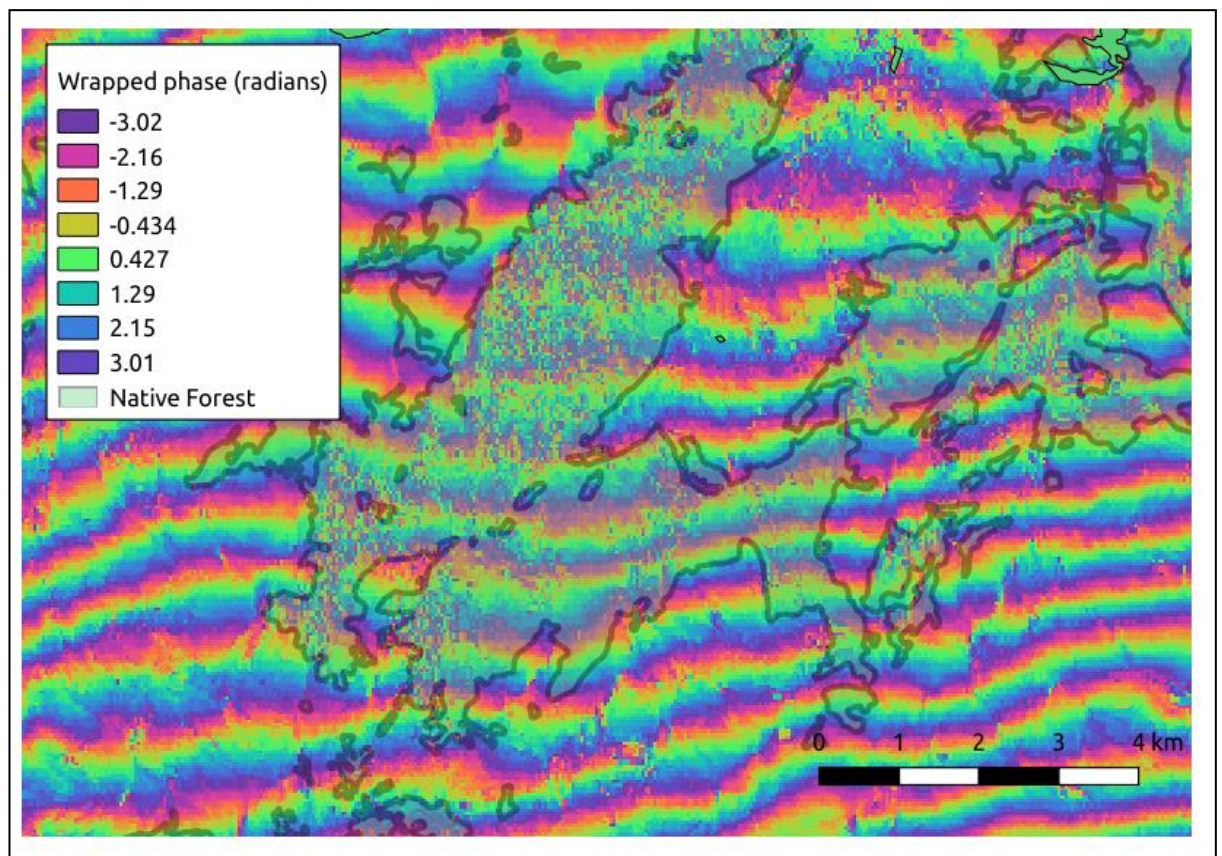 Wrapped phase (radians)
-3.02
-2.16
-1.29
-0.434
0.427
1.29
2.15
3.01
Native Forest
0 1 2 3 4 km